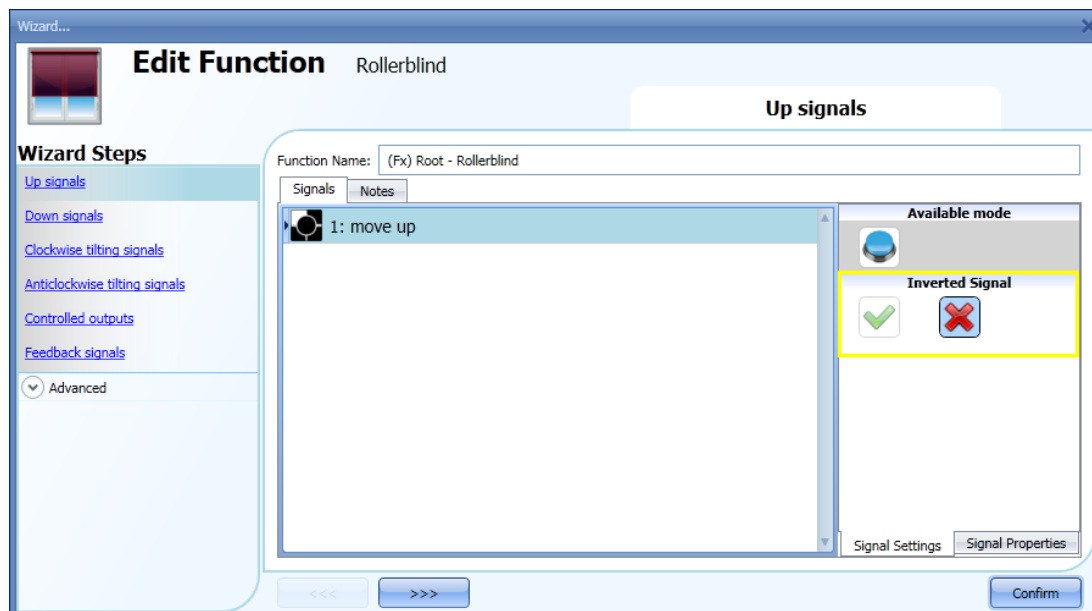 Wizard...
Edit Function Rollerblind
Up signals
Wizard Steps
Up signals
Down signals
Clockwise tilting signals
Anticlockwise tilting signals
Controlled outputs
Feedback signals
Advanced
Function Name: (Fx) Root - Rollerblind
Signals Notes
1: move up
Available mode
Inverted Signal
Signal Settings Signal Properties
<<< >>> Confirm